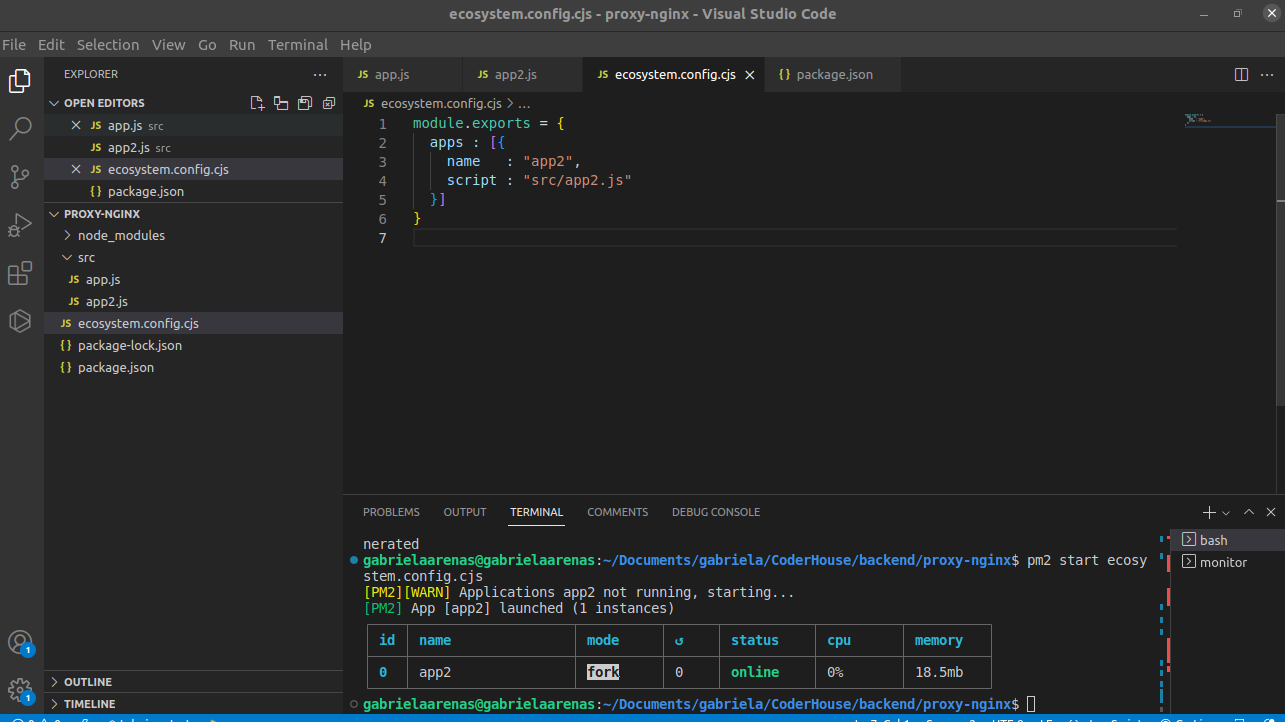 ecosystem.config.cjs - proxy-nginx - Visual Studio Code
File Edit Selection View Go Run Terminal Help
EXPLORER
OPEN EDITORS
JS app.js src
JS app2.js src
JS ecosystem.config.cjs
{} package.json
PROXY-NGINX
node_modules
src
JS app.js
JS app2.js
JS ecosystem.config.cjs
{} package-lock.json
{} package.json
OUTLINE
TIMELINE
1
1
JS app.js JS app2.js JS ecosystem.config.cjs {} package.json
JS ecosystem.config.cjs > ...
1 module.exports = {
2 apps : [{
3 name : "app2",
4 script : "src/app2.js"
5 }]
6 }
7
PROBLEMS OUTPUT TERMINAL COMMENTS DEBUG CONSOLE
nerated
gabrielaarenas@gabrielaarenas:~/Documents/gabriela/CoderHouse/backend/proxy-nginx$ pm2 start ecosy
stem.config.cjs
[PM2][WARN] Applications app2 not running, starting...
[PM2] App [app2] launched (1 instances)
id name mode ↺ status cpu memory
0 app2 fork 0 online 0% 18.5mb
gabrielaarenas@gabrielaarenas:~/Documents/gabriela/CoderHouse/backend/proxy-nginx$
bash
monitor